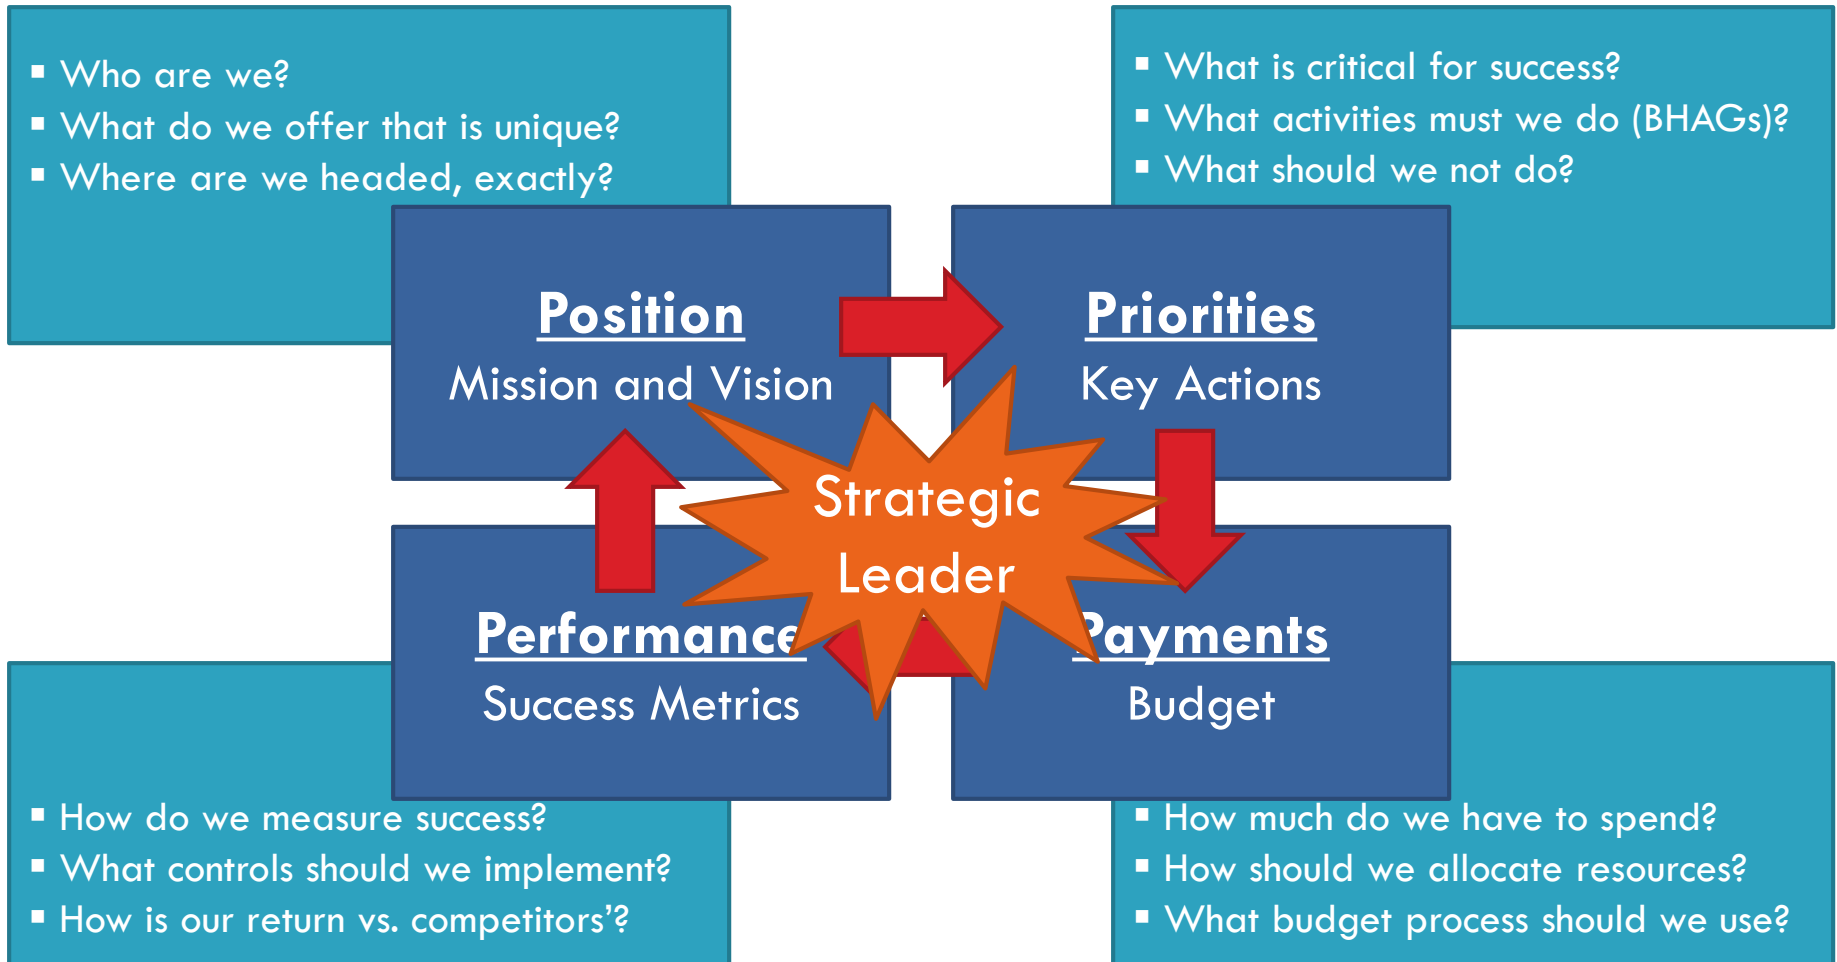 ▪ Who are we?
▪ What do we offer that is unique?
▪ Where are we headed, exactly?
▪ What is critical for success?
▪ What activities must we do (BHAGs)?
▪ What should we not do?
Position
Mission and Vision
Priorities
Key Actions
Strategic
Leader
Performance
Success Metrics
Payments
Budget
▪ How do we measure success?
▪ What controls should we implement?
▪ How is our return vs. competitors’?
▪ How much do we have to spend?
▪ How should we allocate resources?
▪ What budget process should we use?